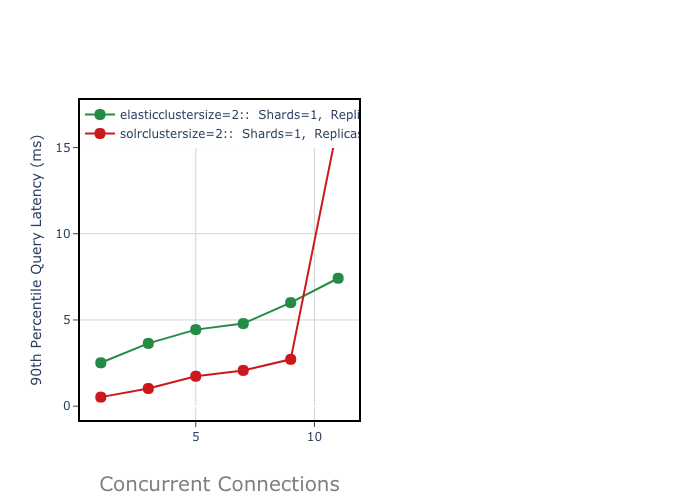 elasticclustersize=2:: Shards=1, Repli
solrclustersize=2:: Shards=1, Replicas
90th Percentile Query Latency (ms)
15
10
5
0
5 10
Concurrent Connections